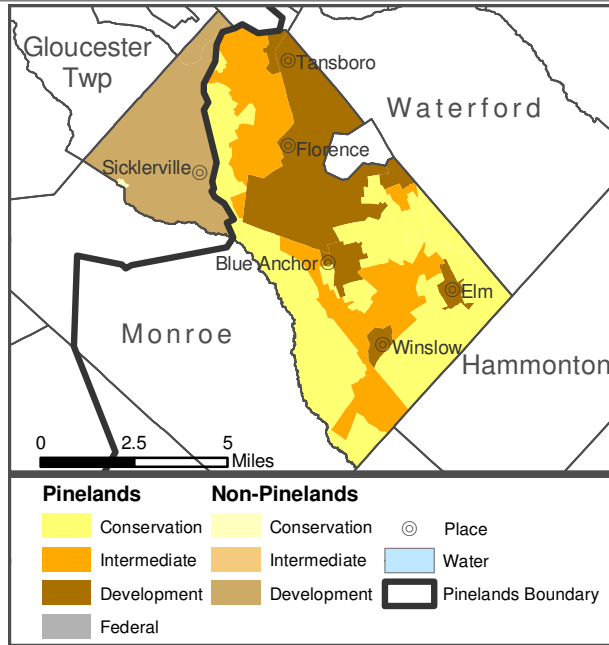 Gloucester
Twp
Tansboro
Waterford
Florence
Sicklerville
Blue Anchor
Elm
Monroe
Winslow
Hammonton
0 2.5 5
Miles
Pinelands Non-Pinelands
Conservation Conservation Place
Intermediate Intermediate Water
Development Development Pinelands Boundary
Federal